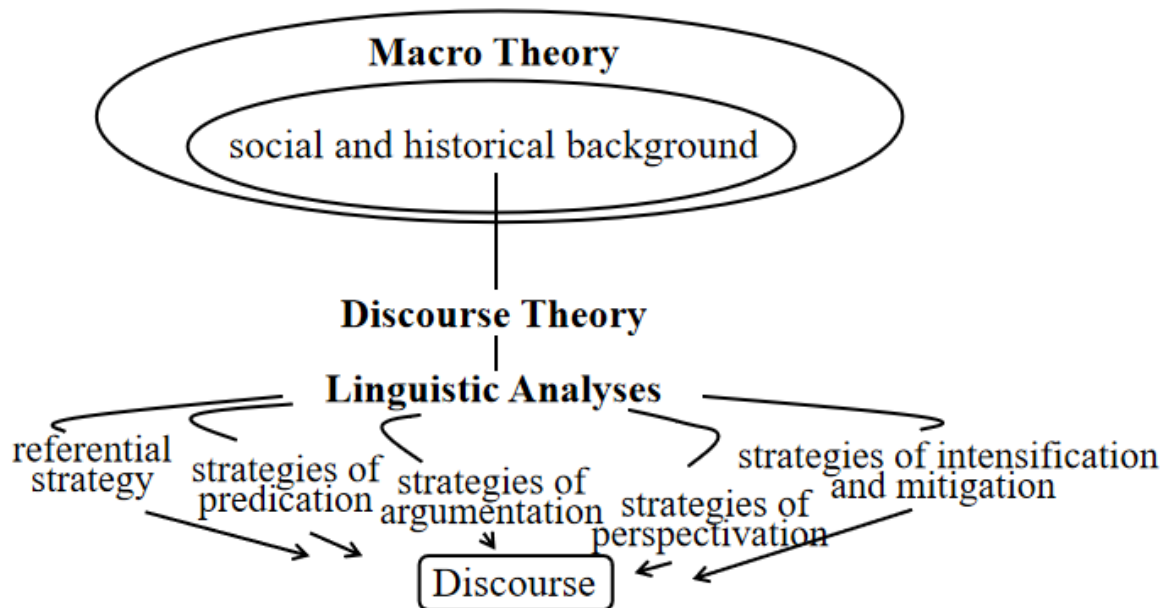 Macro Theory
social and historical background
Discourse Theory
Linguistic Analyses
referential
strategy
strategies of
predication
strategies of
argumentation
strategies of
perspectivation
strategies of intensification
and mitigation
Discourse